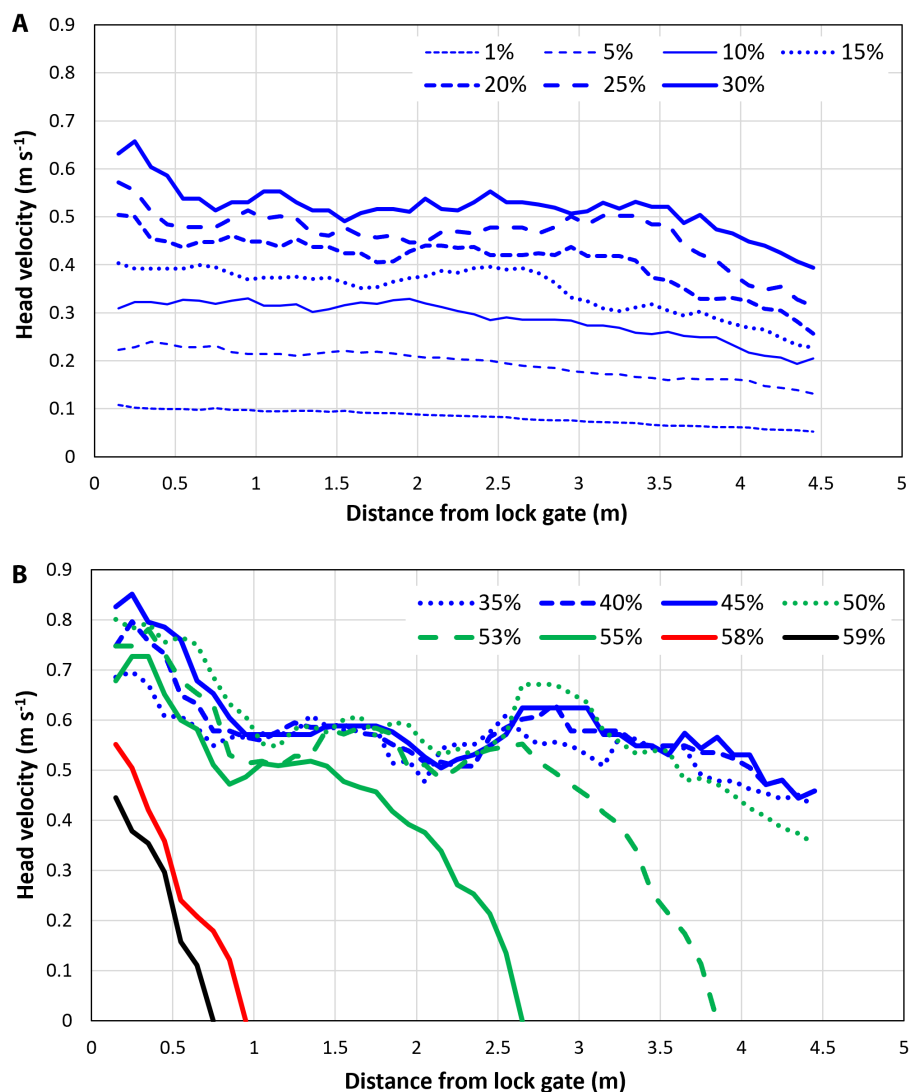 A
0.9
0.8
0.7
0.6
0.5
0.4
0.3
0.2
0.1
0
Head velocity (m s⁻¹)
1% 5% 10% 15%
20% 25% 30%
0 0.5 1 1.5 2 2.5 3 3.5 4 4.5 5
Distance from lock gate (m)
B
0.9
0.8
0.7
0.6
0.5
0.4
0.3
0.2
0.1
0
Head velocity (m s⁻¹)
35% 40% 45% 50%
53% 55% 58% 59%
0 0.5 1 1.5 2 2.5 3 3.5 4 4.5 5
Distance from lock gate (m)